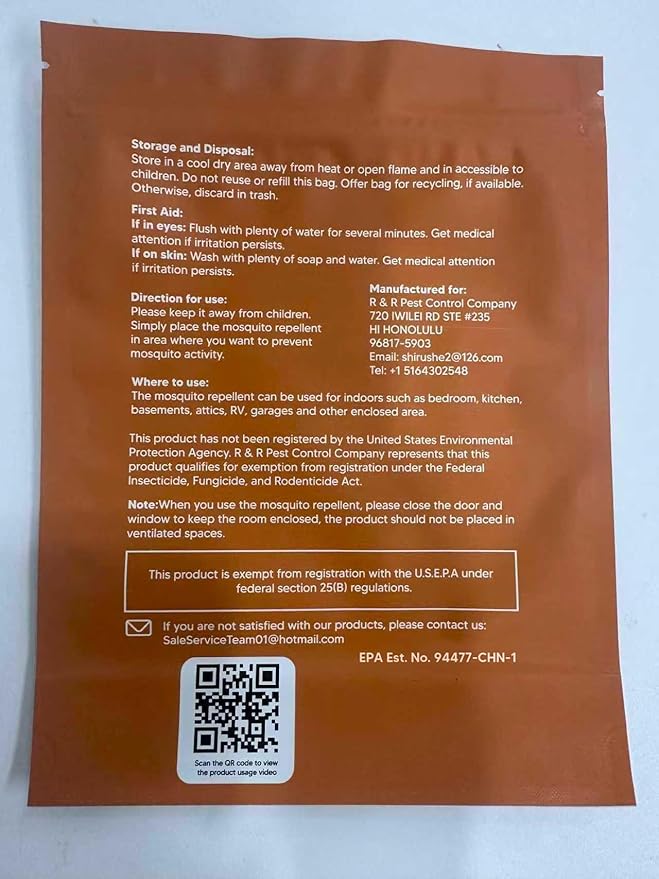 Storage and Disposal:
Store in a cool dry area away from heat or open flame and in accessible to
children. Do not reuse or refill this bag. Offer bag for recycling, if available.
Otherwise, discard in trash.
First Aid:
If in eyes: Flush with plenty of water for several minutes. Get medical
attention if irritation persists.
If on skin: Wash with plenty of soap and water. Get medical attention
if irritation persists.
Direction for use:
Please keep it away from children.
Simply place the mosquito repellent
in area where you want to prevent
mosquito activity.
Manufactured for:
R & R Pest Control Company
720 IWILEI RD STE #235
HI HONOLULU
96817-5903
Email: shirushe2@126.com
Tel: +1 5164302548
Where to use:
The mosquito repellent can be used for indoors such as bedroom, kitchen,
basements, attics, RV, garages and other enclosed area.
This product has not been registered by the United States Environmental
Protection Agency. R & R Pest Control Company represents that this
product qualifies for exemption from registration under the Federal
Insecticide, Fungicide, and Rodenticide Act.
Note:When you use the mosquito repellent, please close the door and
window to keep the room enclosed, the product should not be placed in
ventilated spaces.
This product is exempt from registration with the U.S.E.P.A under
federal section 25(B) regulations.
If you are not satisfied with our products, please contact us:
SaleServiceTeam01@hotmail.com
EPA Est. No. 94477-CHN-1
Scan the QR code to view
the product usage video